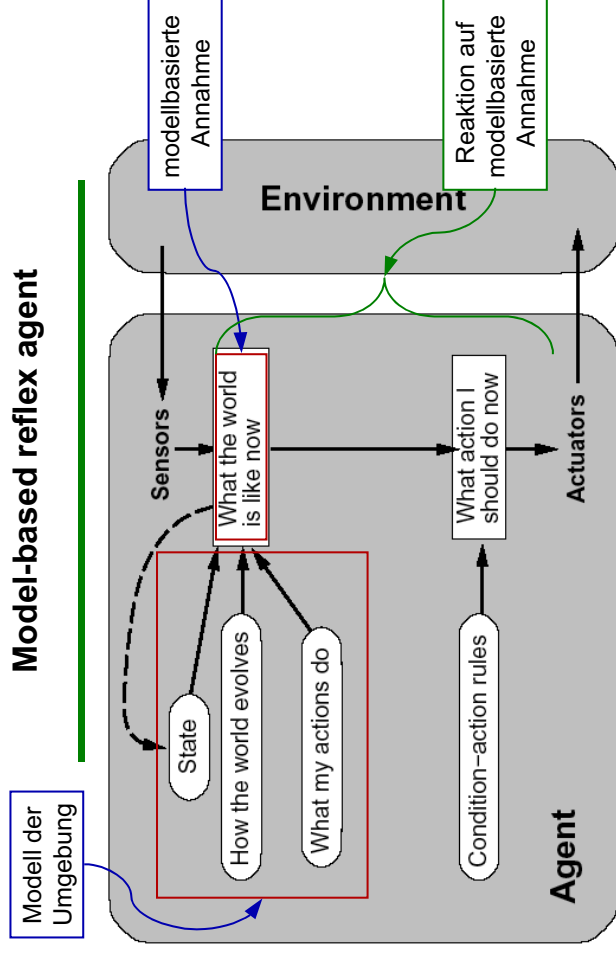 Model-based reflex agent
Modell der
Umgebung
modellbasierte
Annahme
Reaktion auf
modellbasierte
Annahme
Sensors
State
How the world evolves
What my actions do
What the world
is like now
Condition−action rules
What action I
should do now
Agent
Actuators
Environment